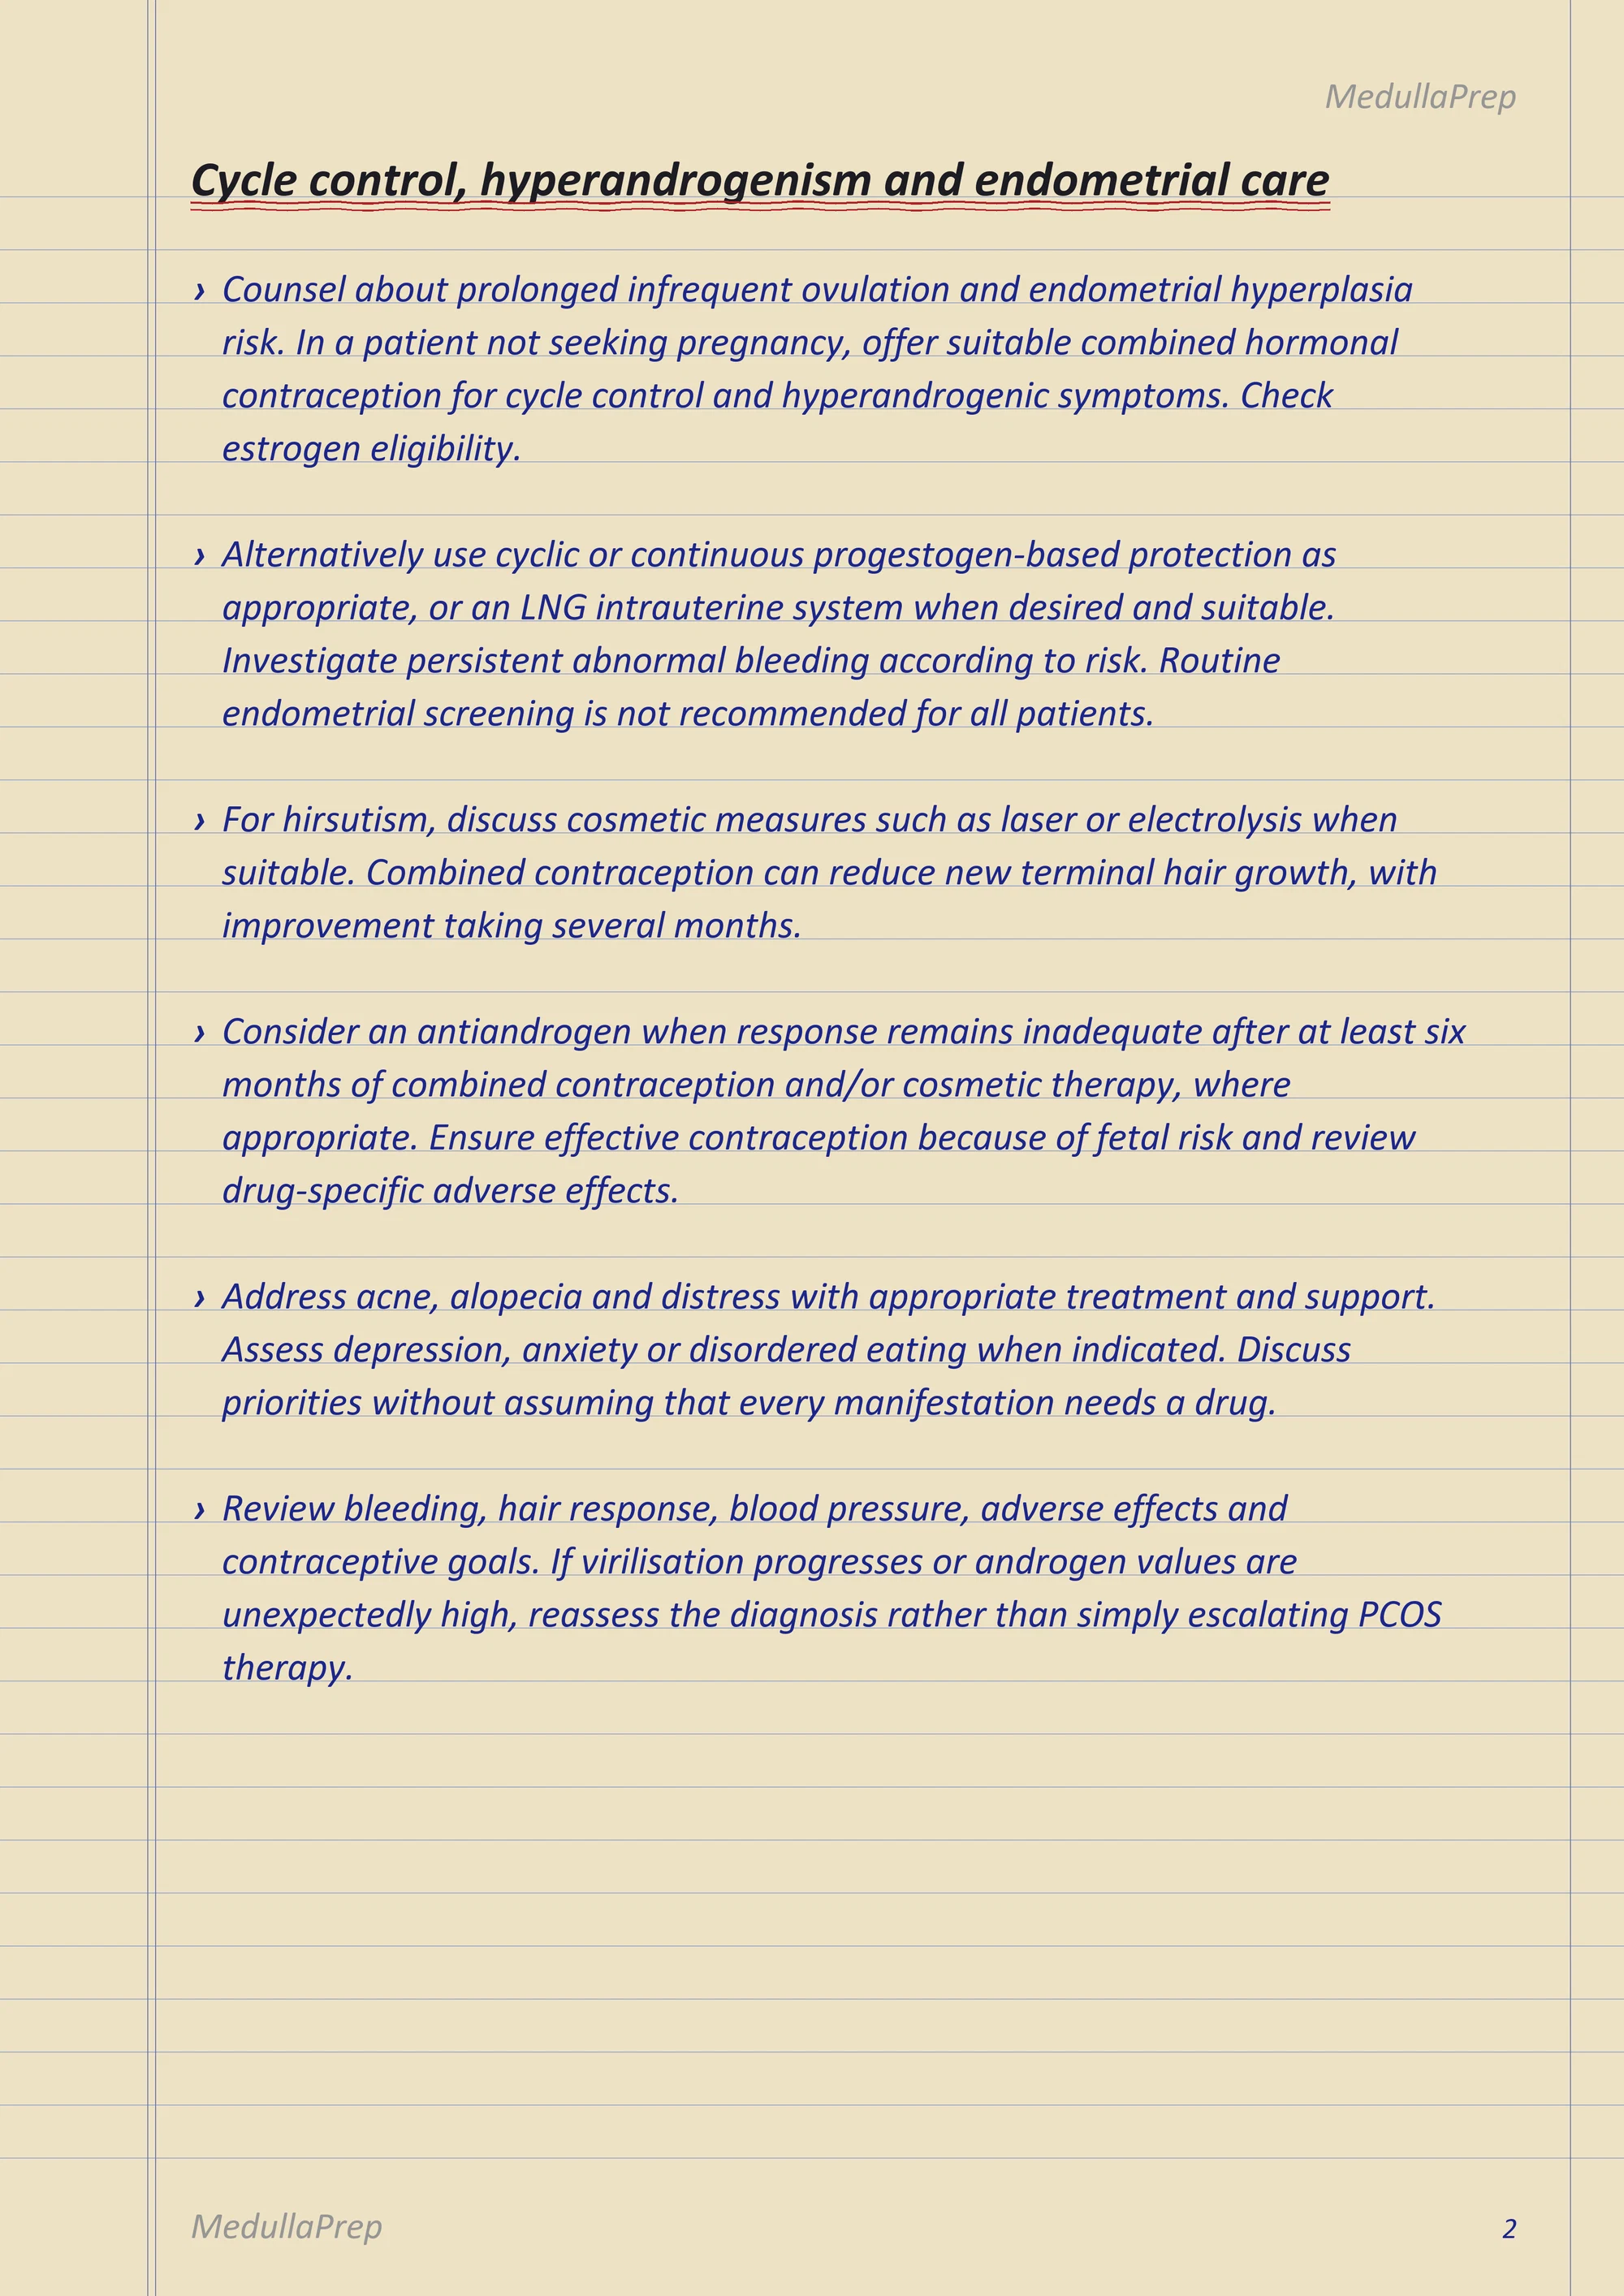 MedullaPrep
Cycle control, hyperandrogenism and endometrial care
› Counsel about prolonged infrequent ovulation and endometrial hyperplasia
risk. In a patient not seeking pregnancy, offer suitable combined hormonal
contraception for cycle control and hyperandrogenic symptoms. Check
estrogen eligibility.
› Alternatively use cyclic or continuous progestogen-based protection as
appropriate, or an LNG intrauterine system when desired and suitable.
Investigate persistent abnormal bleeding according to risk. Routine
endometrial screening is not recommended for all patients.
› For hirsutism, discuss cosmetic measures such as laser or electrolysis when
suitable. Combined contraception can reduce new terminal hair growth, with
improvement taking several months.
› Consider an antiandrogen when response remains inadequate after at least six
months of combined contraception and/or cosmetic therapy, where
appropriate. Ensure effective contraception because of fetal risk and review
drug-specific adverse effects.
› Address acne, alopecia and distress with appropriate treatment and support.
Assess depression, anxiety or disordered eating when indicated. Discuss
priorities without assuming that every manifestation needs a drug.
› Review bleeding, hair response, blood pressure, adverse effects and
contraceptive goals. If virilisation progresses or androgen values are
unexpectedly high, reassess the diagnosis rather than simply escalating PCOS
therapy.
MedullaPrep
2